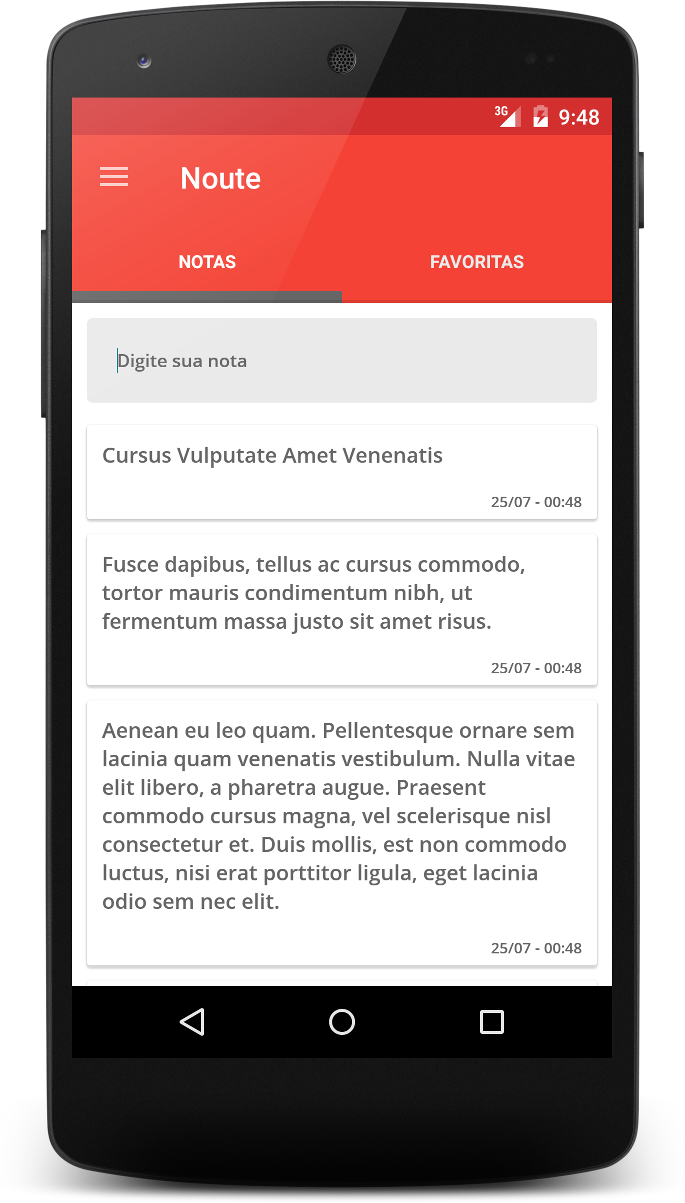 3G 9:48
Noute
NOTAS FAVORITAS
Digite sua nota
Cursus Vulputate Amet Venenatis
25/07 - 00:48
Fusce dapibus, tellus ac cursus commodo,
tortor mauris condimentum nibh, ut
fermentum massa justo sit amet risus.
25/07 - 00:48
Aenean eu leo quam. Pellentesque ornare sem
lacinia quam venenatis vestibulum. Nulla vitae
elit libero, a pharetra augue. Praesent
commodo cursus magna, vel scelerisque nisl
consectetur et. Duis mollis, est non commodo
luctus, nisi erat porttitor ligula, eget lacinia
odio sem nec elit.
25/07 - 00:48